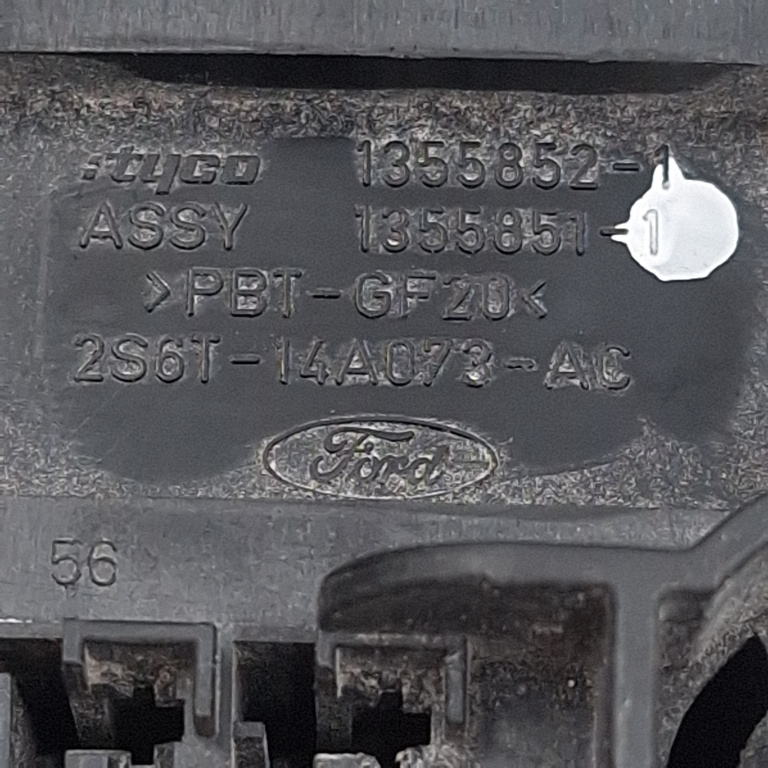 tyco 1355852-1
ASSY 1355851-1
>PBT-GF20<
2S6T-14A073-AC
Ford
56